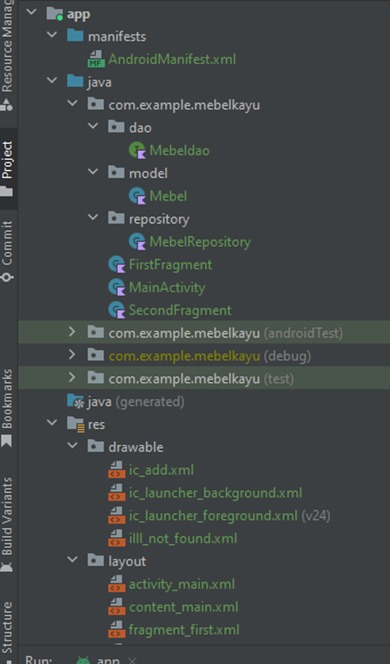 Resource Manag
Project
Commit
Bookmarks
Build Variants
Structure
app
manifests
AndroidManifest.xml
java
com.example.mebelkayu
dao
Mebeldao
model
Mebel
repository
MebelRepository
FirstFragment
MainActivity
SecondFragment
com.example.mebelkayu (androidTest)
com.example.mebelkayu (debug)
com.example.mebelkayu (test)
java (generated)
res
drawable
ic_add.xml
ic_launcher_background.xml
ic_launcher_foreground.xml (v24)
illl_not_found.xml
layout
activity_main.xml
content_main.xml
fragment_first.xml
Run: app